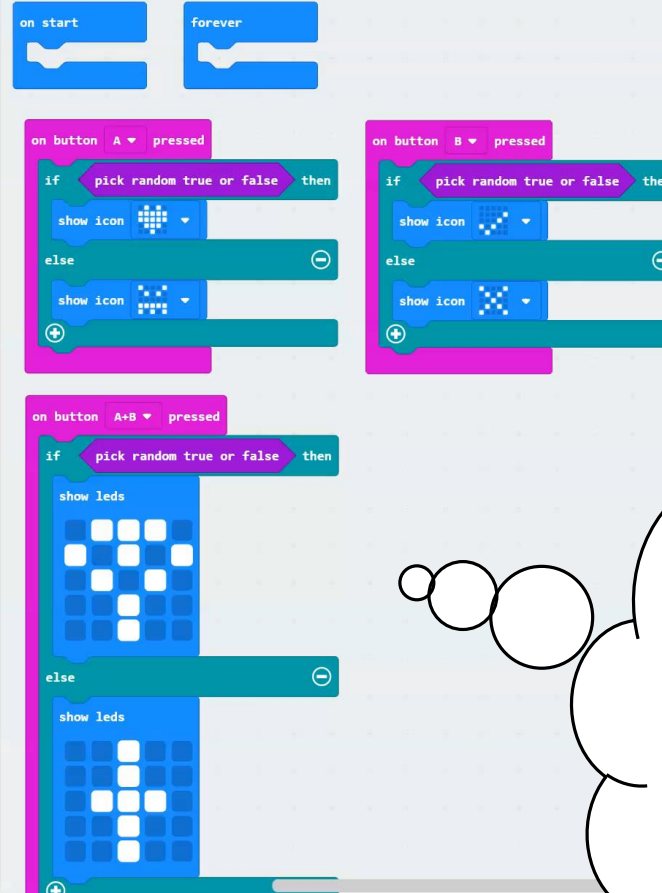 on start
forever
on button A pressed
if pick random true or false then
show icon
else
show icon
on button B pressed
if pick random true or false the
show icon
else
show icon
on button A+B pressed
if pick random true or false then
show leds
else
show leds